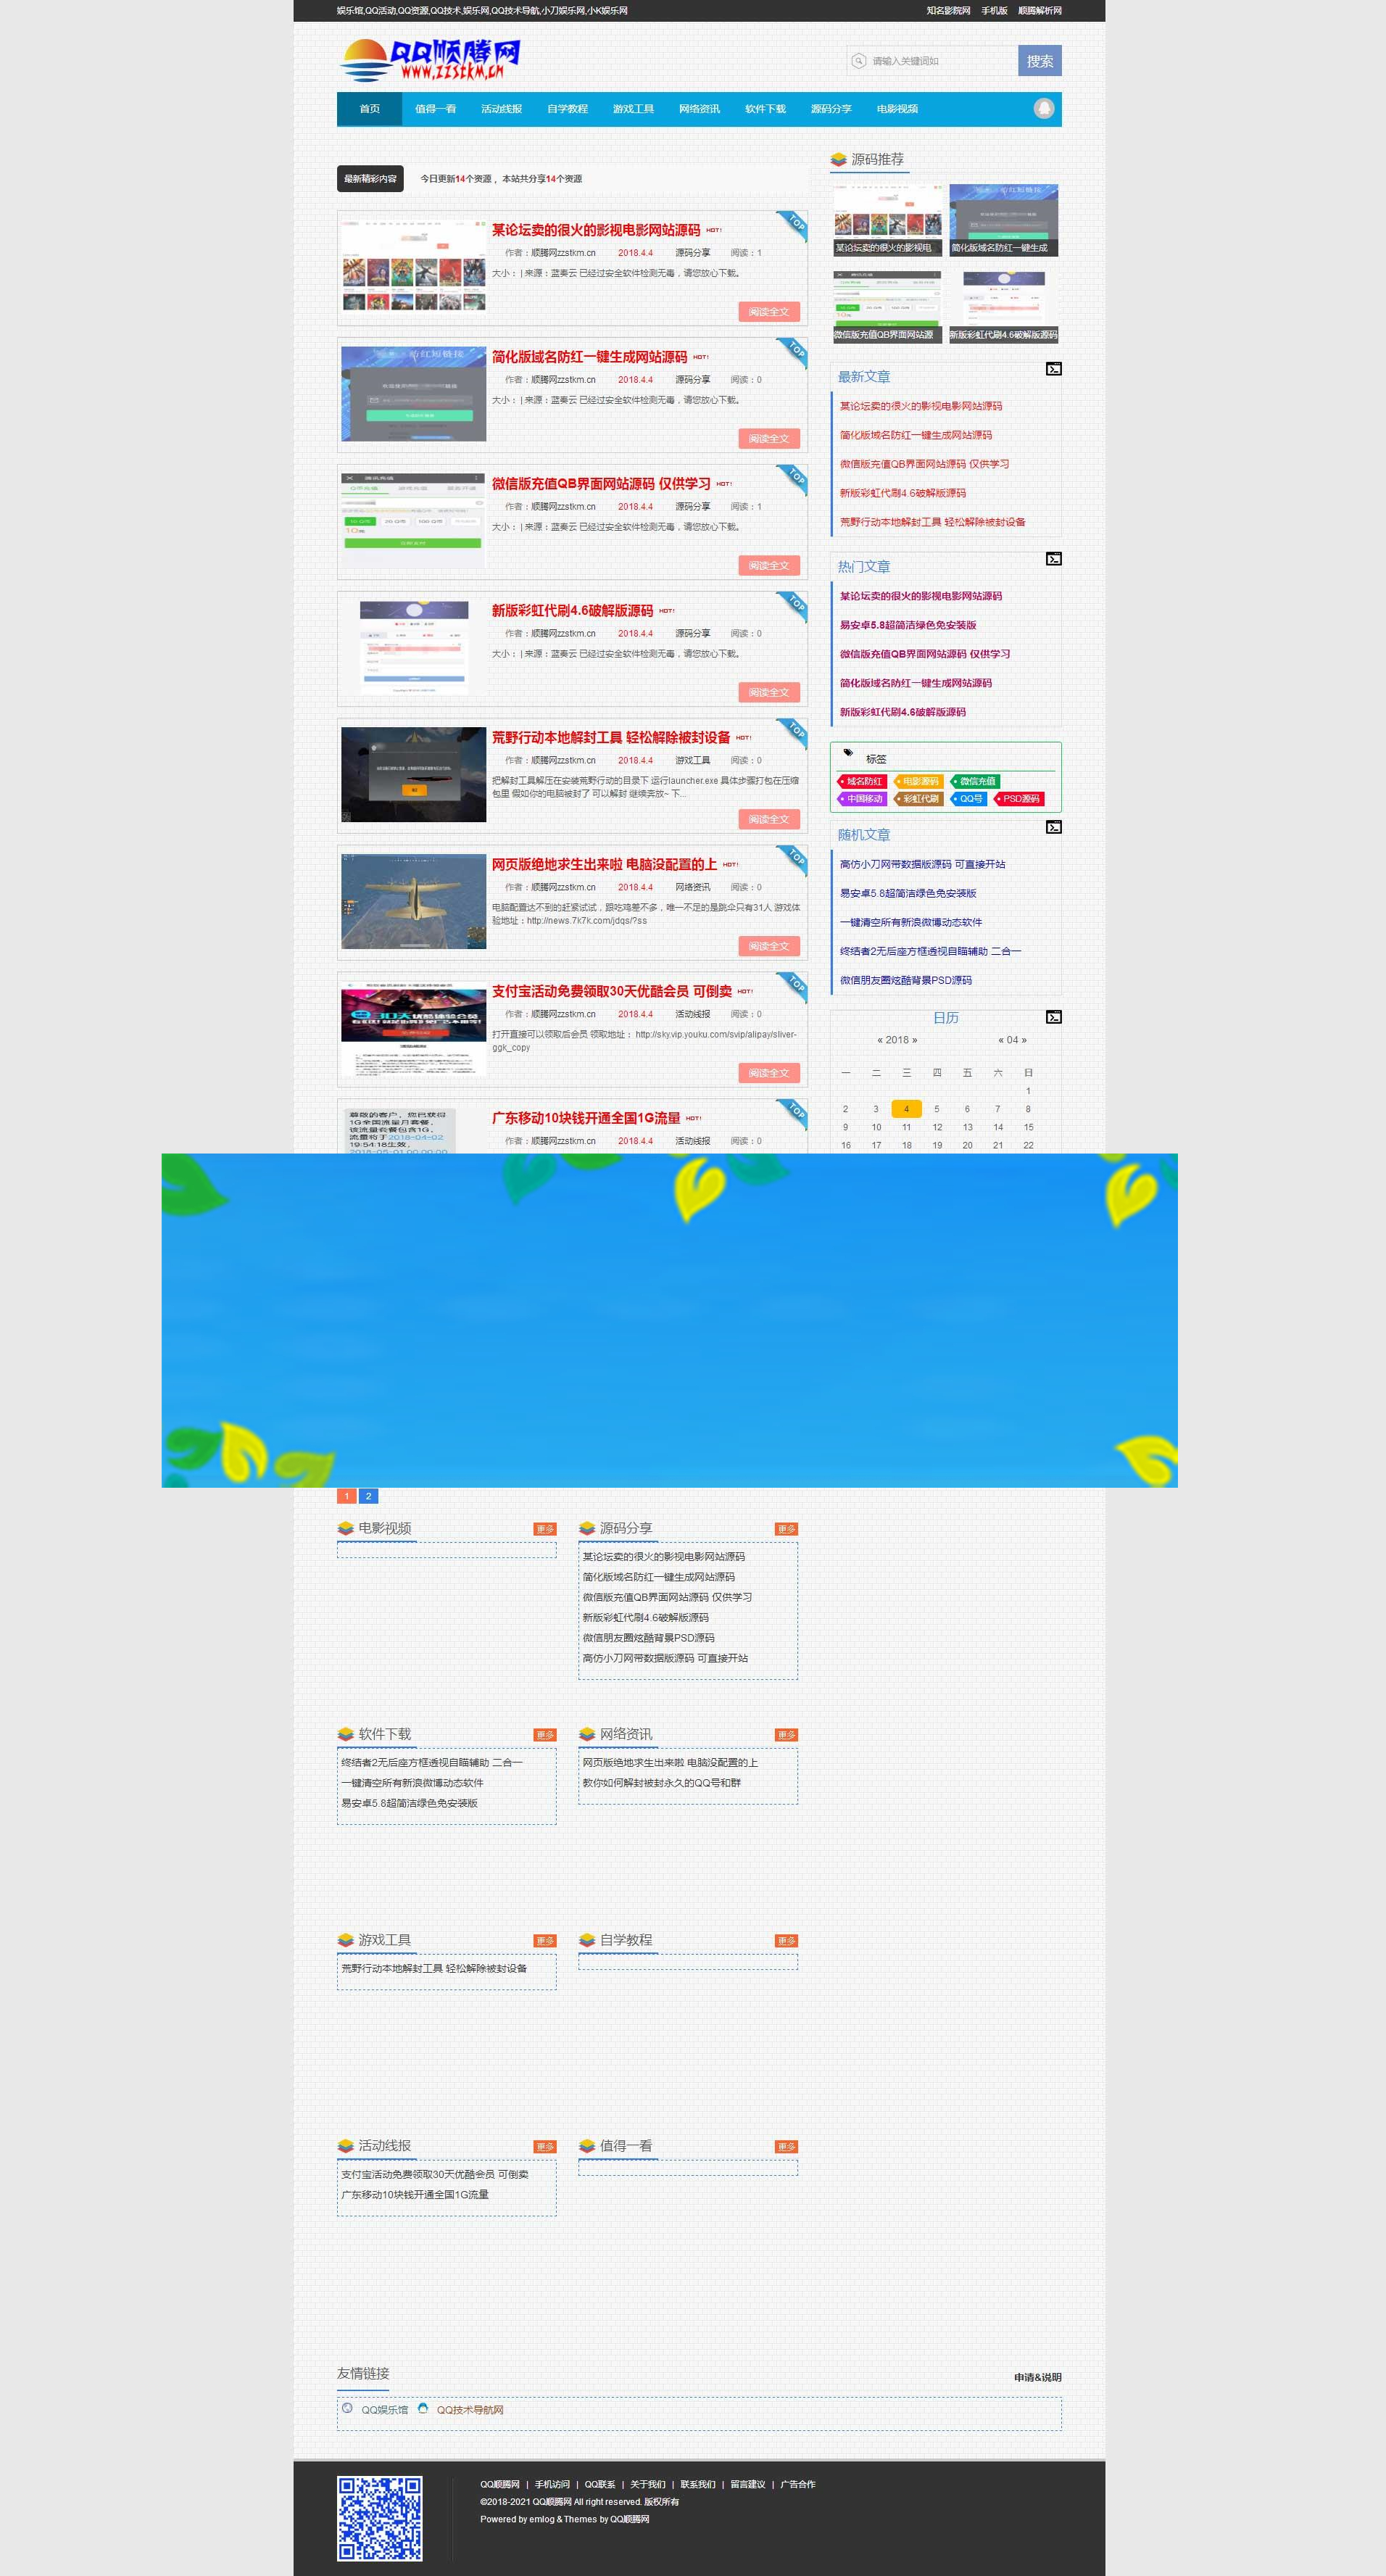 娱乐馆,QQ活动,QQ资源,QQ技术,娱乐网,QQ技术导航,小刀娱乐网,小K娱乐网
知名影院网 手机版 顺腾解析网
QQ顺腾网
WWW.ZZSTKM.CN
请输入关键词如
搜索
首页 值得一看 活动线报 自学教程 游戏工具 网络资讯 软件下载 源码分享 电影视频
最新精彩内容 今日更新14个资源 ,本站共分享14个资源
某论坛卖的很火的影视电影网站源码 HOT!
TOP
作者:顺腾网zzstkm.cn 2018.4.4 源码分享 阅读:1
大小: | 来源:蓝奏云 已经过安全软件检测无毒,请您放心下载。
阅读全文
简化版域名防红一键生成网站源码 HOT!
TOP
作者:顺腾网zzstkm.cn 2018.4.4 源码分享 阅读:0
大小: | 来源:蓝奏云 已经过安全软件检测无毒,请您放心下载。
阅读全文
微信版充值QB界面网站源码 仅供学习 HOT!
TOP
作者:顺腾网zzstkm.cn 2018.4.4 源码分享 阅读:1
大小: | 来源:蓝奏云 已经过安全软件检测无毒,请您放心下载。
阅读全文
新版彩虹代刷4.6破解版源码 HOT!
TOP
作者:顺腾网zzstkm.cn 2018.4.4 源码分享 阅读:0
大小: | 来源:蓝奏云 已经过安全软件检测无毒,请您放心下载。
阅读全文
荒野行动本地解封工具 轻松解除被封设备 HOT!
TOP
作者:顺腾网zzstkm.cn 2018.4.4 游戏工具 阅读:0
把解封工具解压在安装荒野行动的目录下 运行launcher.exe 具体步骤打包在压缩
包里 假如你的电脑被封了 可以解封 继续奔放~ 下...
阅读全文
网页版绝地求生出来啦 电脑没配置的上 HOT!
TOP
作者:顺腾网zzstkm.cn 2018.4.4 网络资讯 阅读:0
电脑配置达不到的赶紧试试，跟吃鸡差不多，唯一不足的是跳伞只有31人 游戏体
验地址：http://news.7k7k.com/jdqs/?ss
阅读全文
支付宝活动免费领取30天优酷会员 可倒卖 HOT!
TOP
作者:顺腾网zzstkm.cn 2018.4.4 活动线报 阅读:0
打开直接可以领取后会员 领取地址： http://sky.vip.youku.com/svip/alipay/sliver-
ggk_copy
阅读全文
尊敬的客户，您已获得
1G全国流量月套餐，
该流量套餐包含1G，
流量将于2018-04-02
19:54:18生效，
2018-05-01 00:00:00
广东移动10块钱开通全国1G流量 HOT!
TOP
作者:顺腾网zzstkm.cn 2018.4.4 活动线报 阅读:0
源码推荐
某论坛卖的很火的影视电
简化版域名防红一键生成
微信版充值QB界面网站源
新版彩虹代刷4.6破解版源码
最新文章
某论坛卖的很火的影视电影网站源码
简化版域名防红一键生成网站源码
微信版充值QB界面网站源码 仅供学习
新版彩虹代刷4.6破解版源码
荒野行动本地解封工具 轻松解除被封设备
热门文章
某论坛卖的很火的影视电影网站源码
易安卓5.8超简洁绿色免安装版
微信版充值QB界面网站源码 仅供学习
简化版域名防红一键生成网站源码
新版彩虹代刷4.6破解版源码
标签
域名防红 电影源码 微信充值
中国移动 彩虹代刷 QQ号 PSD源码
随机文章
高仿小刀网带数据版源码 可直接开站
易安卓5.8超简洁绿色免安装版
一键清空所有新浪微博动态软件
终结者2无后座方框透视自瞄辅助 二合一
微信朋友圈炫酷背景PSD源码
日历
« 2018 » « 04 »
一 二 三 四 五 六 日
1
2 3 4 5 6 7 8
9 10 11 12 13 14 15
16 17 18 19 20 21 22
1 2
电影视频 更多
源码分享 更多
某论坛卖的很火的影视电影网站源码
简化版域名防红一键生成网站源码
微信版充值QB界面网站源码 仅供学习
新版彩虹代刷4.6破解版源码
微信朋友圈炫酷背景PSD源码
高仿小刀网带数据版源码 可直接开站
软件下载 更多
终结者2无后座方框透视自瞄辅助 二合一
一键清空所有新浪微博动态软件
易安卓5.8超简洁绿色免安装版
网络资讯 更多
网页版绝地求生出来啦 电脑没配置的上
教你如何解封被封永久的QQ号和群
游戏工具 更多
荒野行动本地解封工具 轻松解除被封设备
自学教程 更多
活动线报 更多
支付宝活动免费领取30天优酷会员 可倒卖
广东移动10块钱开通全国1G流量
值得一看 更多
友情链接
申请&说明
QQ娱乐馆 QQ技术导航网
QQ顺腾网 | 手机访问 | QQ联系 | 关于我们 | 联系我们 | 留言建议 | 广告合作
©2018-2021 QQ顺腾网 All right reserved. 版权所有
Powered by emlog & Themes by QQ顺腾网